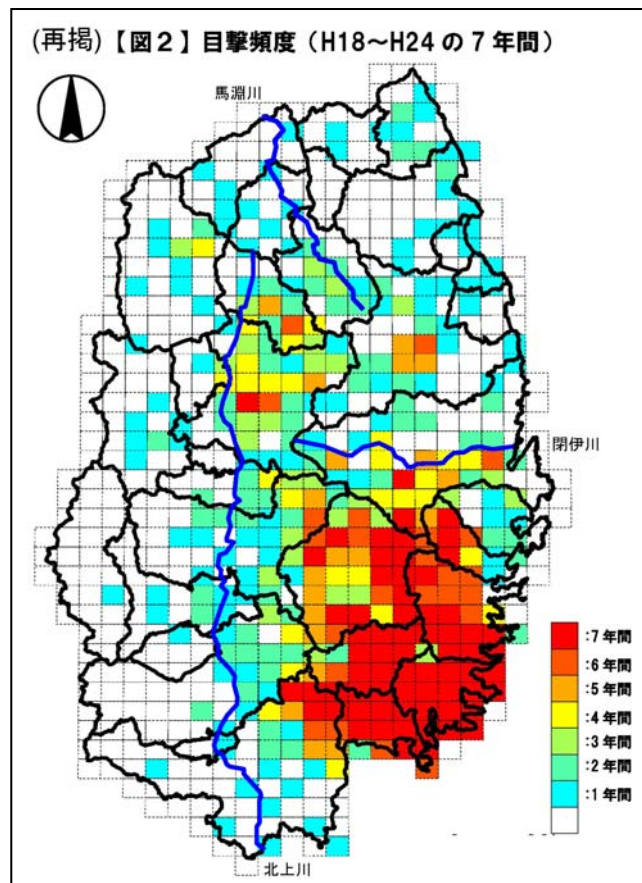 (再掲)【図２】目撃頻度（H18～H24 の 7 年間）
馬淵川
閉伊川
:7 年間
:6 年間
:5 年間
:4 年間
:3 年間
:2 年間
:1 年間
北上川